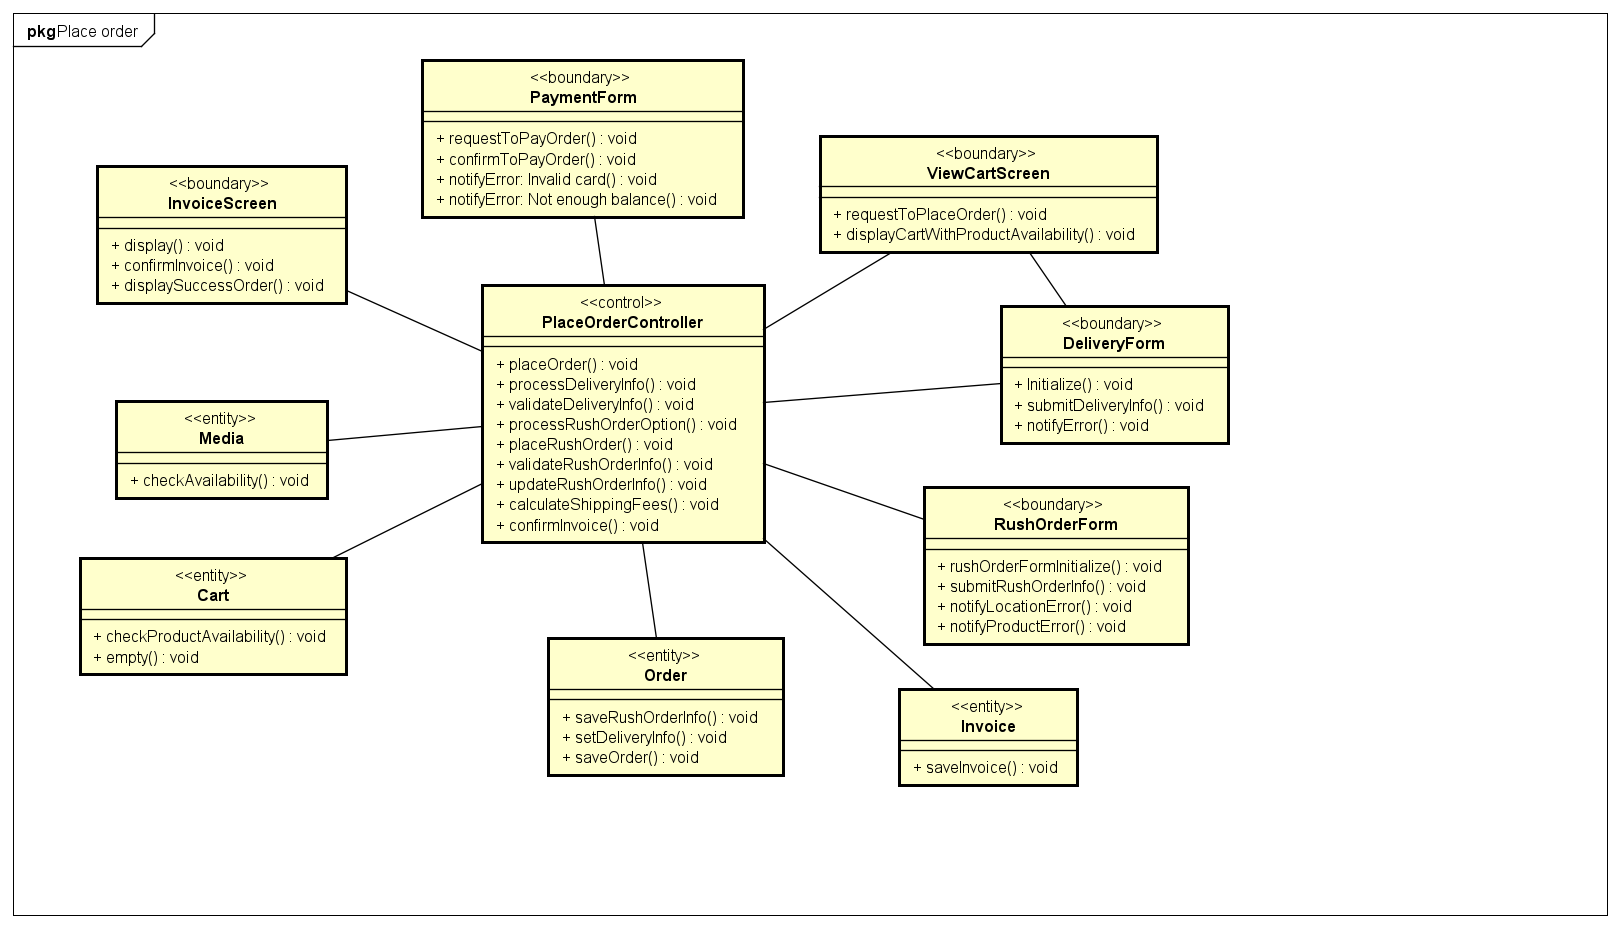 pkg Place order
<<boundary>>
PaymentForm
+ requestToPayOrder() : void
+ confirmToPayOrder() : void
+ notifyError: Invalid card() : void
+ notifyError: Not enough balance() : void
<<boundary>>
ViewCartScreen
+ requestToPlaceOrder() : void
+ displayCartWithProductAvailability() : void
<<boundary>>
InvoiceScreen
+ display() : void
+ confirmInvoice() : void
+ displaySuccessOrder() : void
<<control>>
PlaceOrderController
+ placeOrder() : void
+ processDeliveryInfo() : void
+ validateDeliveryInfo() : void
+ processRushOrderOption() : void
+ placeRushOrder() : void
+ validateRushOrderInfo() : void
+ updateRushOrderInfo() : void
+ calculateShippingFees() : void
+ confirmInvoice() : void
<<boundary>>
DeliveryForm
+ Initialize() : void
+ submitDeliveryInfo() : void
+ notifyError() : void
<<entity>>
Media
+ checkAvailability() : void
<<boundary>>
RushOrderForm
+ rushOrderFormInitialize() : void
+ submitRushOrderInfo() : void
+ notifyLocationError() : void
+ notifyProductError() : void
<<entity>>
Cart
+ checkProductAvailability() : void
+ empty() : void
<<entity>>
Order
+ saveRushOrderInfo() : void
+ setDeliveryInfo() : void
+ saveOrder() : void
<<entity>>
Invoice
+ saveInvoice() : void